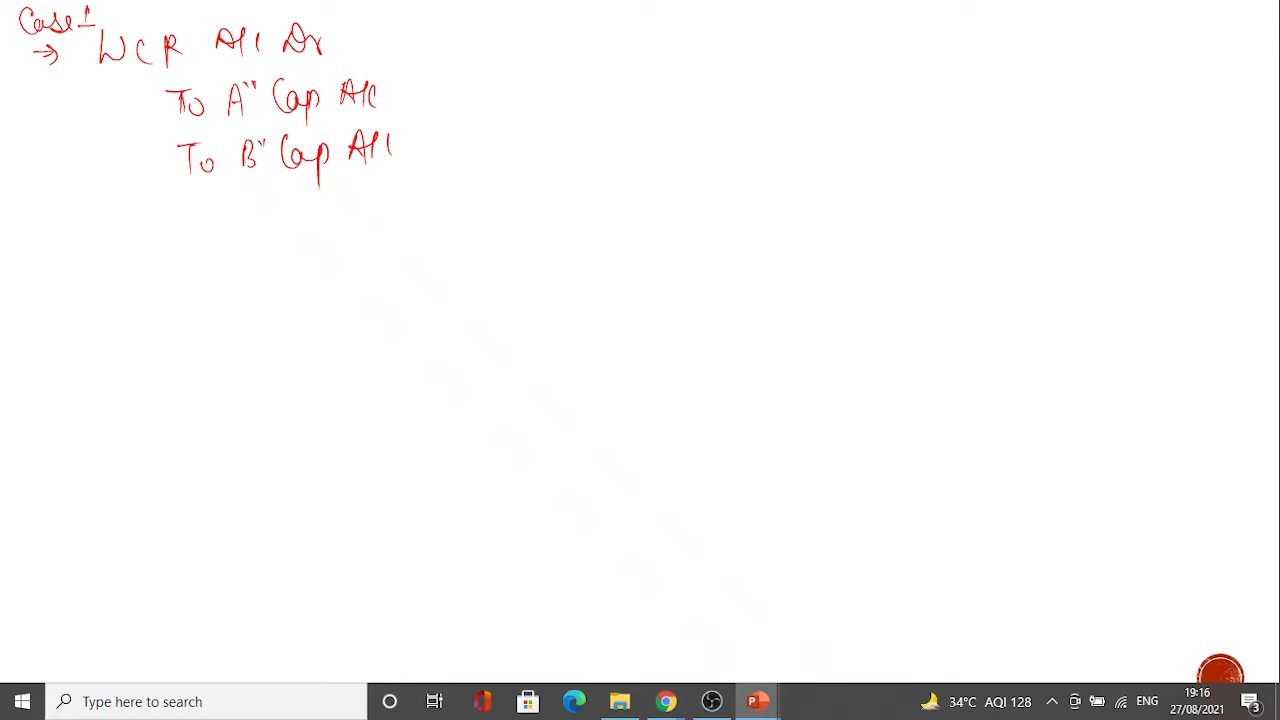 Case 1
→ WCR A/c Dr
To A" Cap A/c
To B" Cap A/c
Type here to search
34°C AQI 128
ENG
19:16
27/08/2021
3